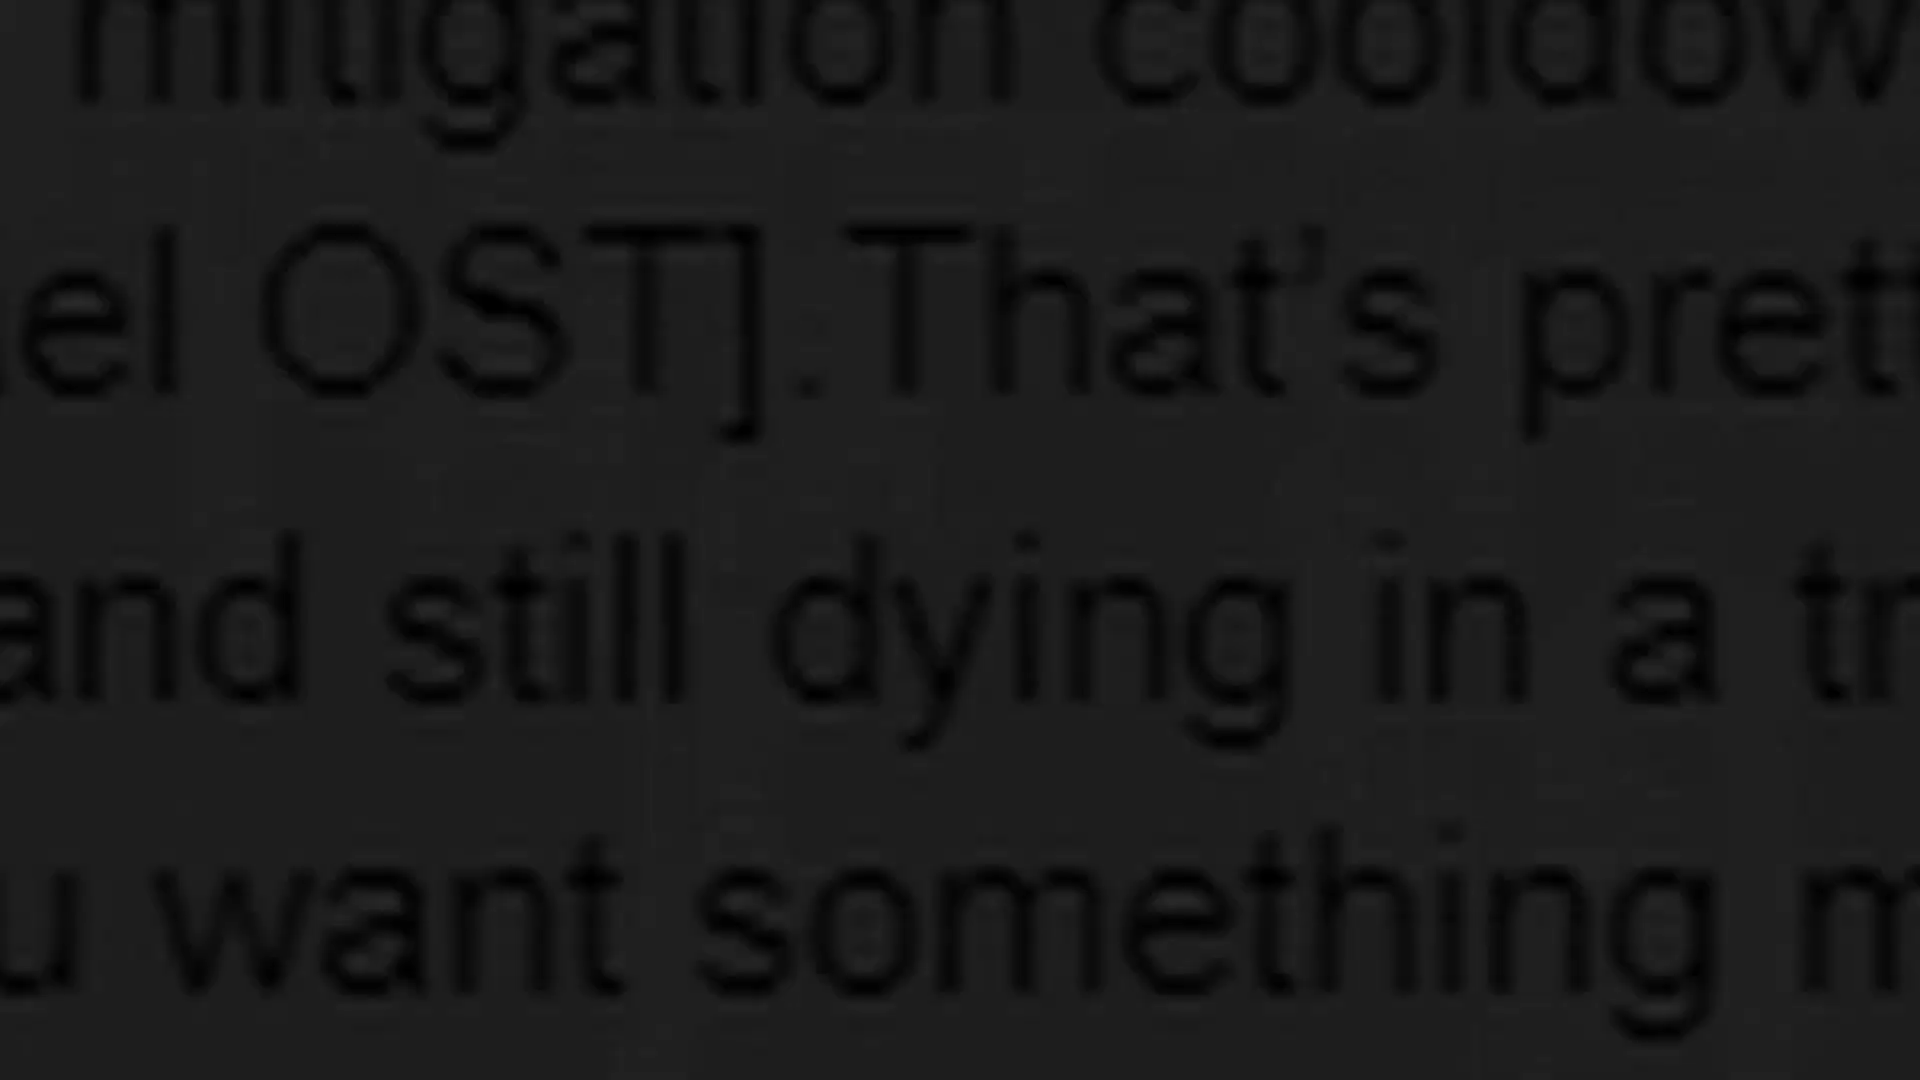 mitigation cooldow
el OST]. That's prett
and still dying in a tr
u want something m